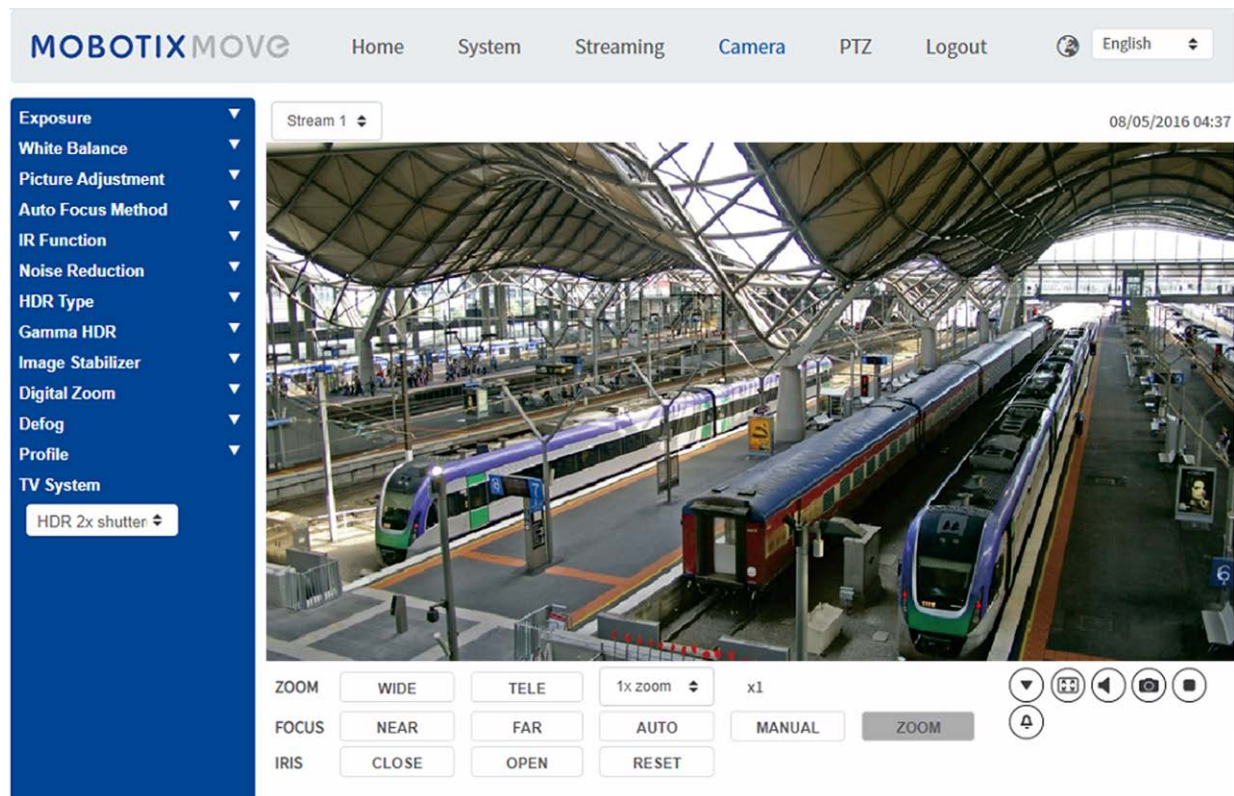 MOBOTIX MOVE
Home System Streaming Camera PTZ Logout English
Exposure
White Balance
Picture Adjustment
Auto Focus Method
IR Function
Noise Reduction
HDR Type
Gamma HDR
Image Stabilizer
Digital Zoom
Defog
Profile
TV System
HDR 2x shutter
Stream 1
08/05/2016 04:37
8 7
6
ZOOM WIDE TELE 1x zoom x1
FOCUS NEAR FAR AUTO MANUAL ZOOM
IRIS CLOSE OPEN RESET